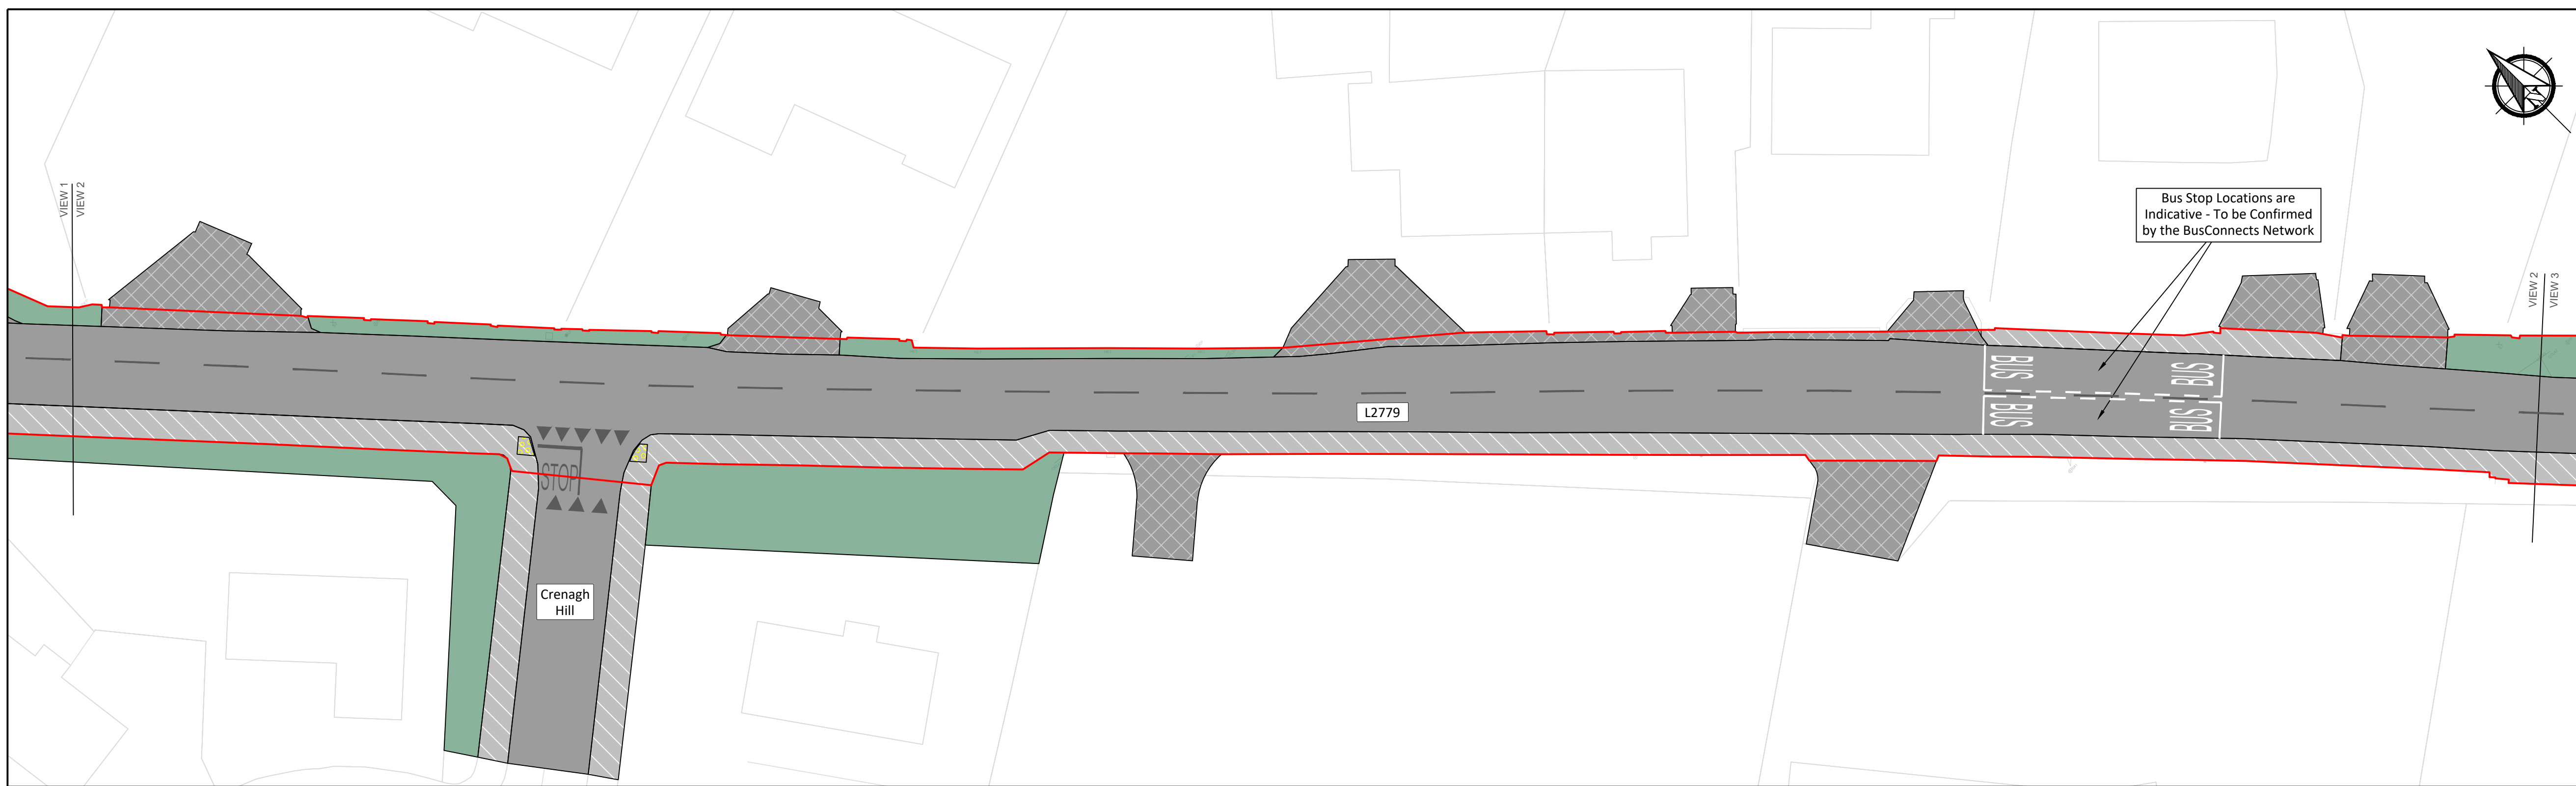 VIEW 1
VIEW 2
Bus Stop Locations are
Indicative - To be Confirmed
by the BusConnects Network
VIEW 2
VIEW 3
BUS
BUS
BUS
BUS
L2779
STOP
Crenagh
Hill